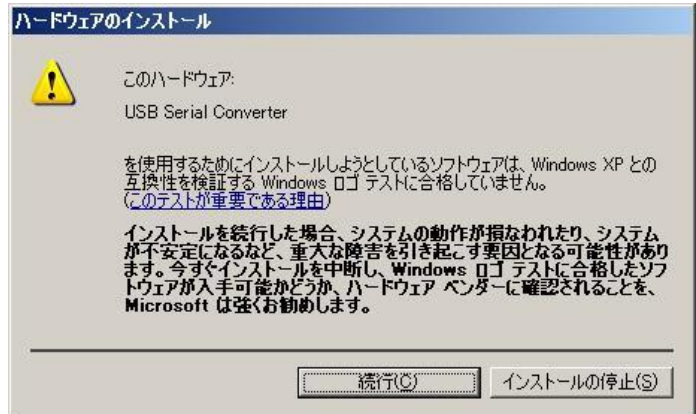 ハードウェアのインストール
このハードウェア:
USB Serial Converter
を使用するためにインストールしようとしているソフトウェアは、Windows XP との
互換性を検証する Windows ロゴ テストに合格していません。
(このテストが重要である理由)
インストールを続行した場合、システムの動作が損なわれたり、システム
が不安定になるなど、重大な障害を引き起こす要因となる可能性があり
ます。今すぐインストールを中断し、Windows ロゴ テストに合格したソフ
トウェアが入手可能かどうか、ハードウェア ベンダーに確認されることを、
Microsoft は強くお勧めします。
続行(C) インストールの停止(S)